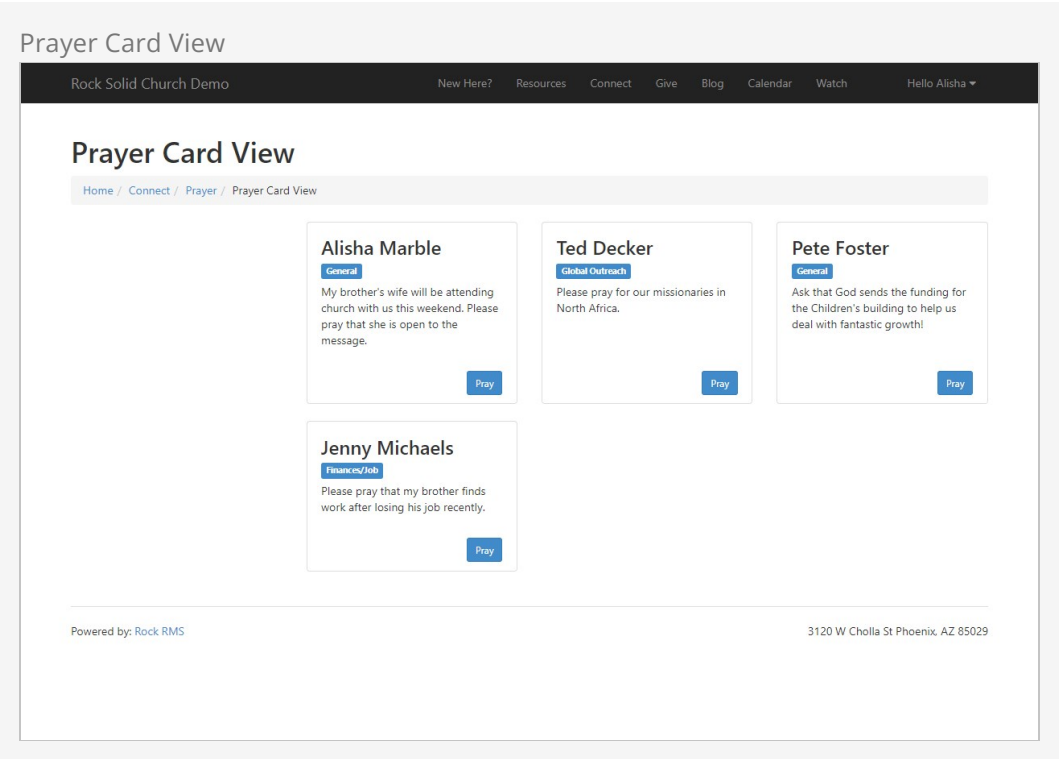 Prayer Card View
Rock Solid Church Demo New Here? Resources Connect Give Blog Calendar Watch Hello Alisha
Prayer Card View
Home / Connect / Prayer / Prayer Card View
Alisha Marble
General
My brother's wife will be attending
church with us this weekend. Please
pray that she is open to the
message.
Pray
Ted Decker
Global Outreach
Please pray for our missionaries in
North Africa.
Pray
Pete Foster
General
Ask that God sends the funding for
the Children's building to help us
deal with fantastic growth!
Pray
Jenny Michaels
Finances/Job
Please pray that my brother finds
work after losing his job recently.
Pray
Powered by: Rock RMS 3120 W Cholla St Phoenix, AZ 85029